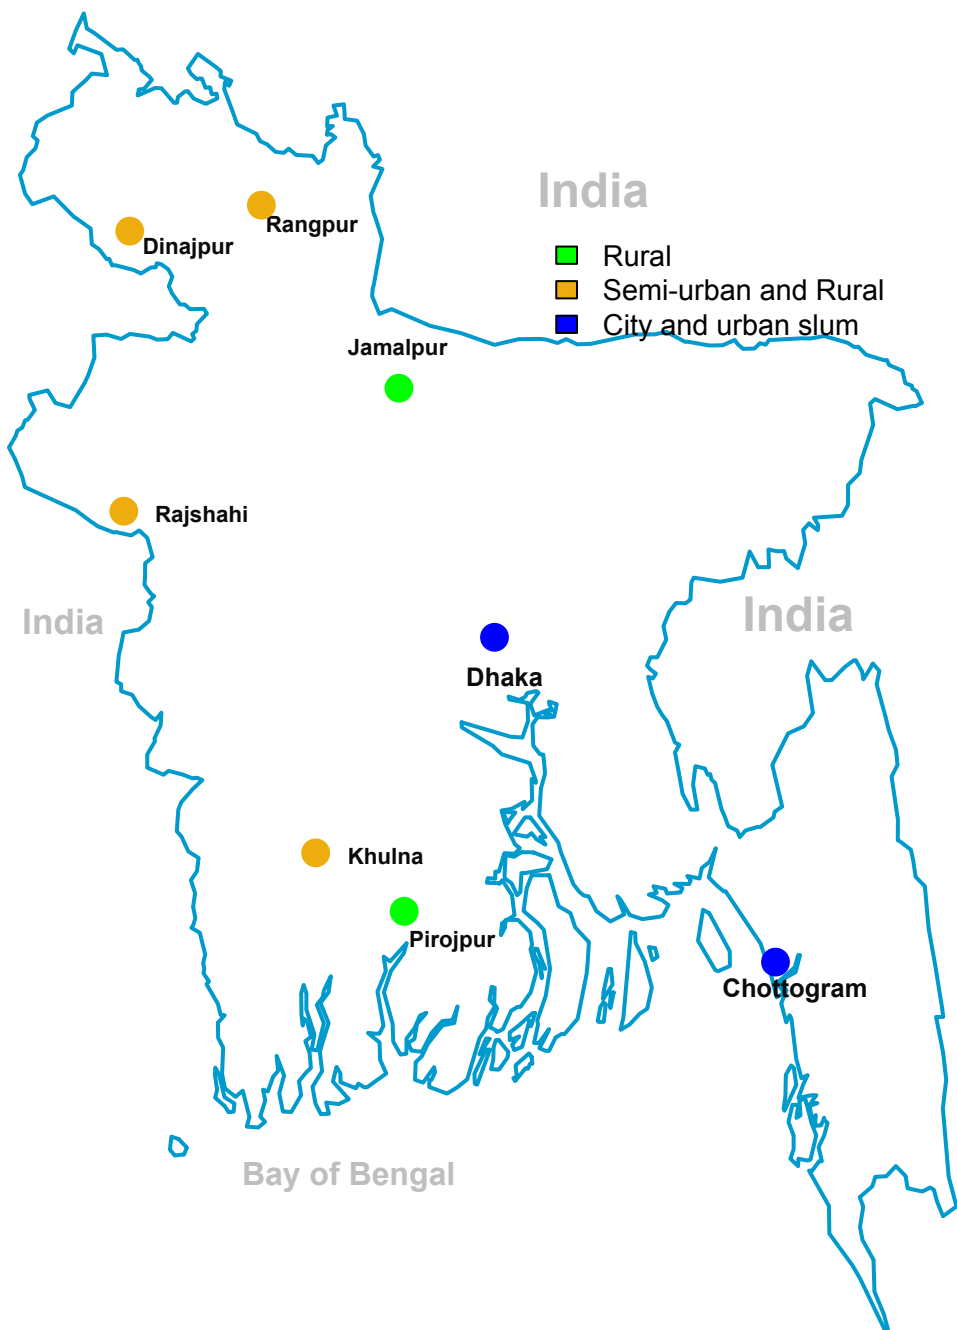 India
Rangpur
Dinajpur
Rural
Semi-urban and Rural
City and urban slum
Jamalpur
Rajshahi
India
India
Dhaka
Khulna
Pirojpur
Chottogram
Bay of Bengal